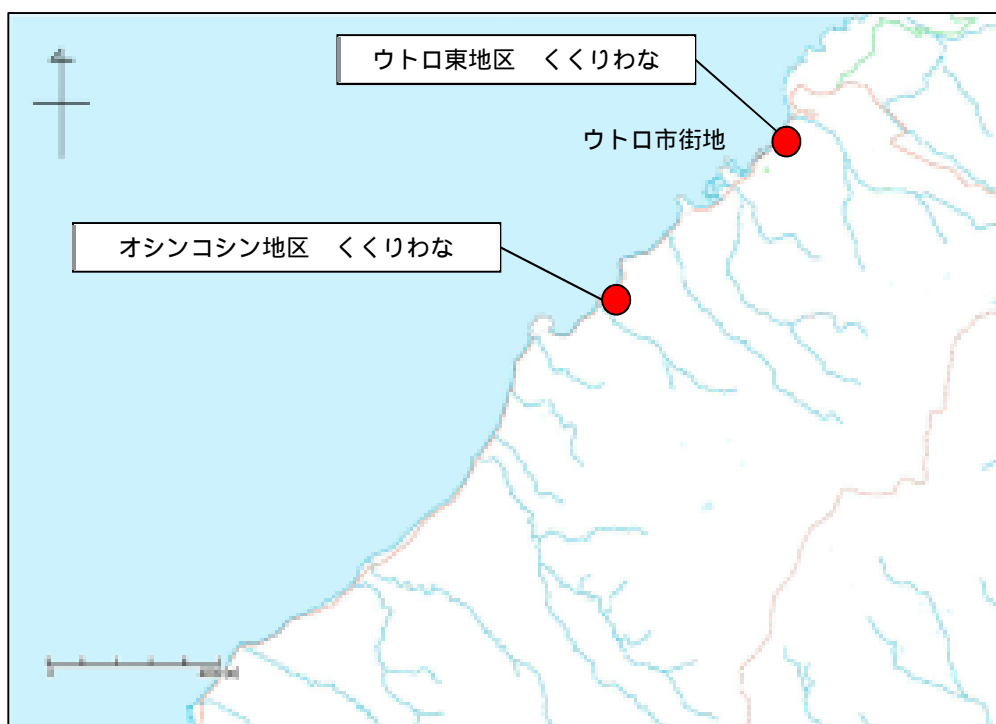 ウトロ東地区　くくりわな
ウトロ市街地
オシンコシン地区　くくりわな
0